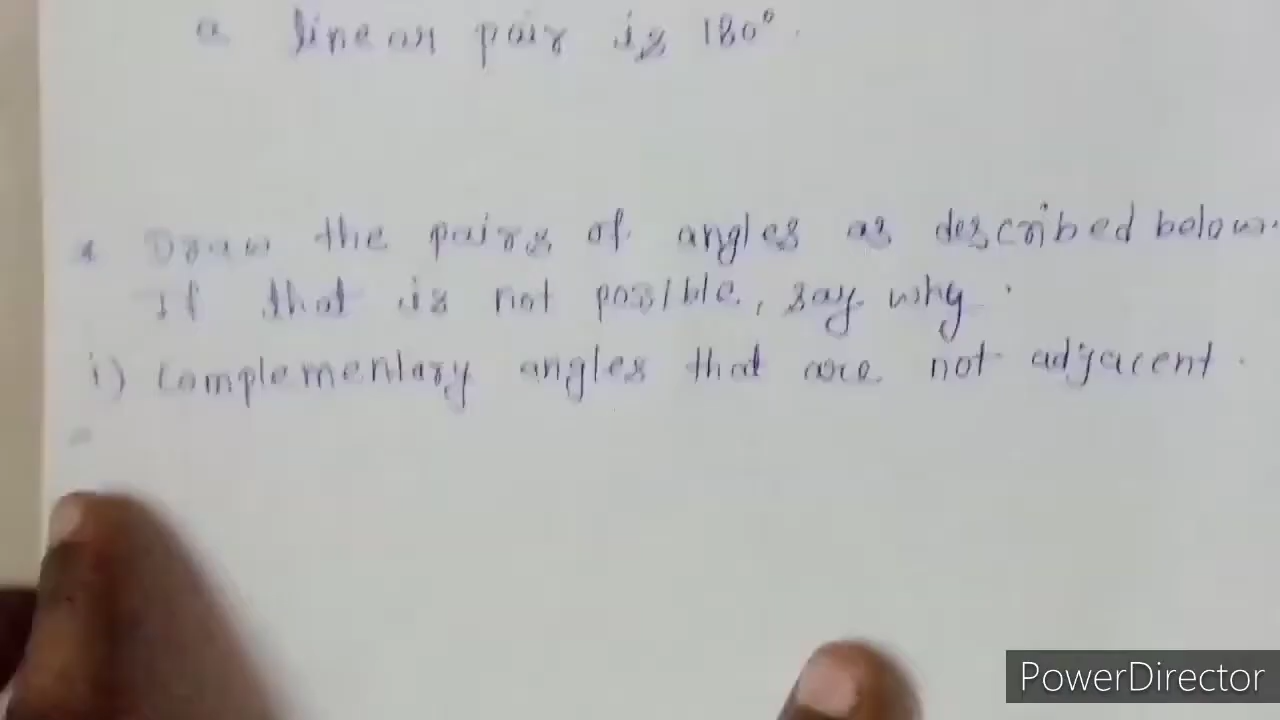 a linear pair is 180°.
* Draw the pairs of angles as described below.
If that is not possible, say why.
i) complementary angles that are not adjacent.
PowerDirector